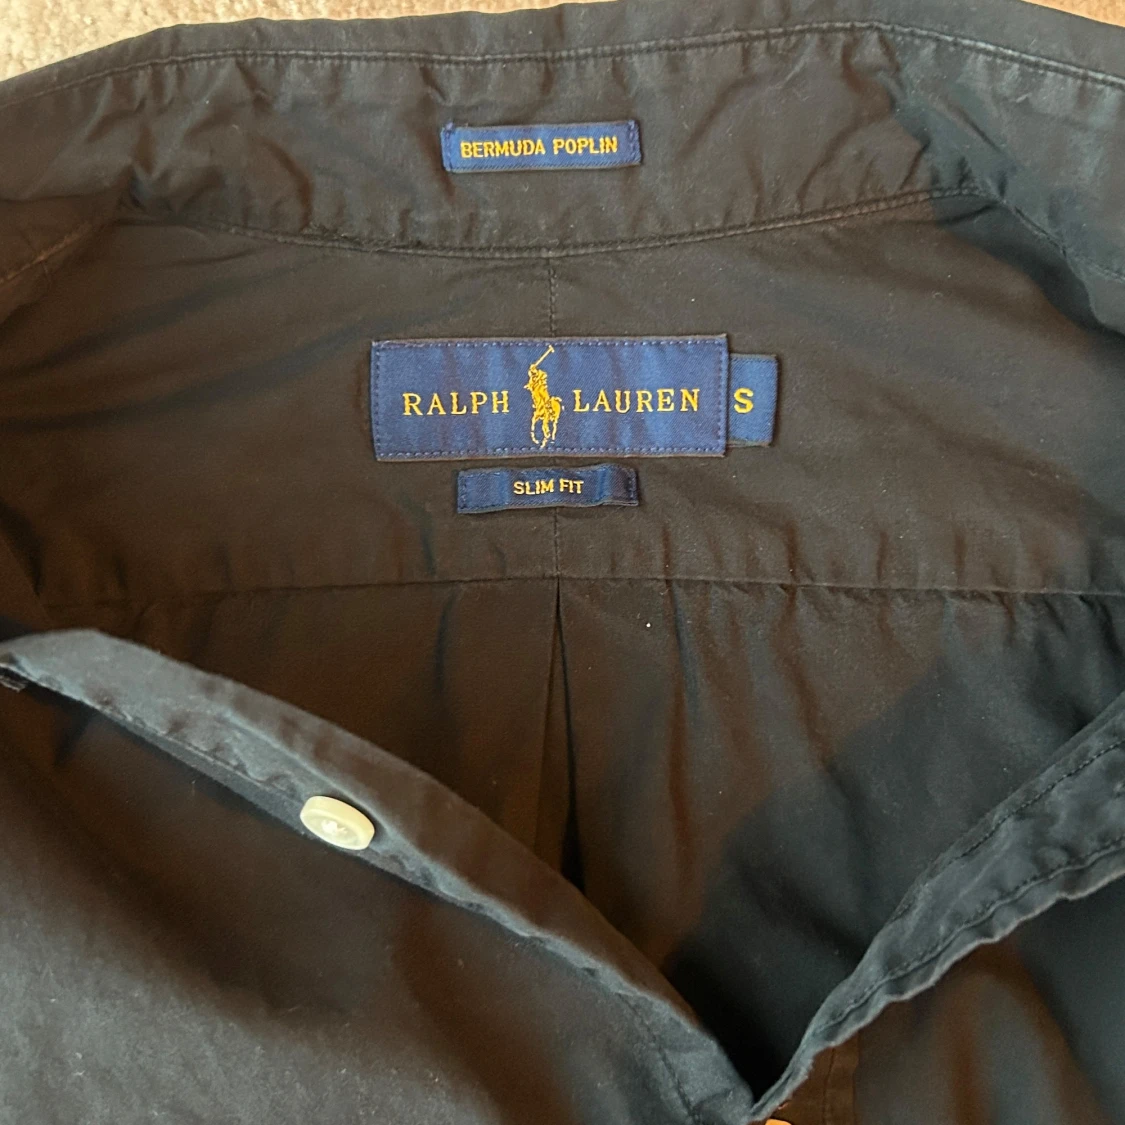 BERMUDA POPLIN
RALPH LAUREN S
SLIM FIT